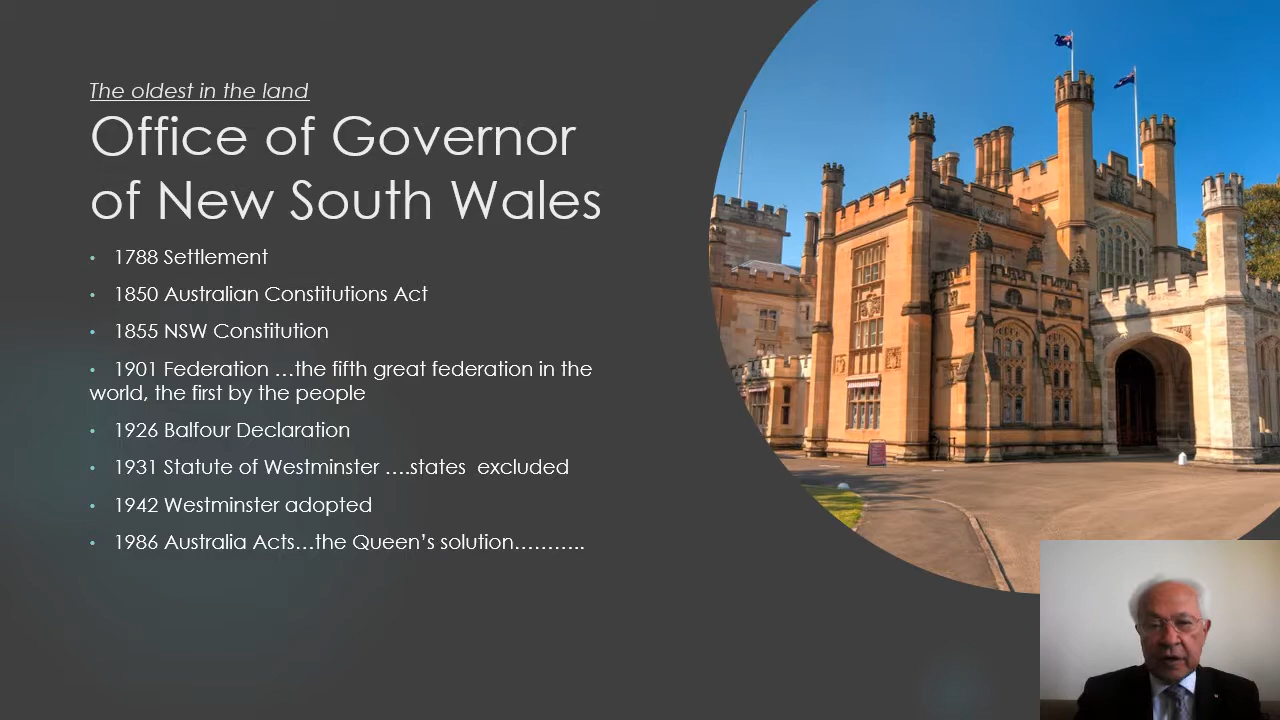 The oldest in the land
Office of Governor
of New South Wales
• 1788 Settlement
• 1850 Australian Constitutions Act
• 1855 NSW Constitution
• 1901 Federation …the fifth great federation in the
world, the first by the people
• 1926 Balfour Declaration
• 1931 Statute of Westminster ….states  excluded
• 1942 Westminster adopted
• 1986 Australia Acts…the Queen’s solution………..